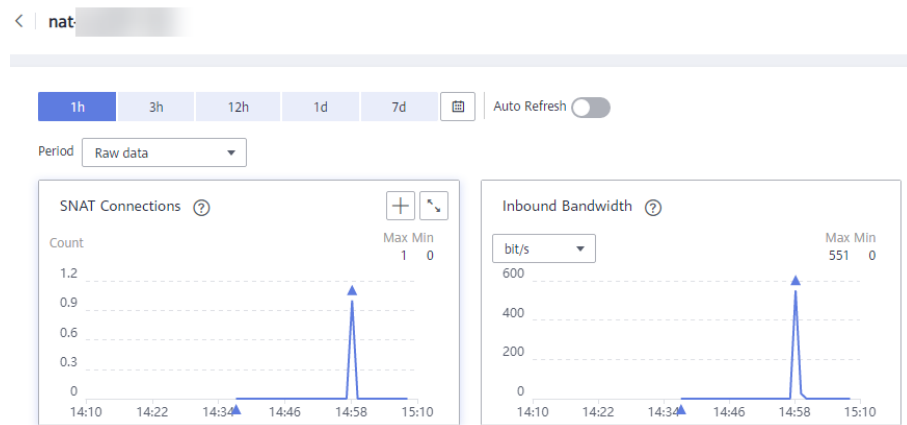 nat-
1h 3h 12h 1d 7d Auto Refresh
Period Raw data
SNAT Connections ?
Count Max Min
1 0
1.2
0.9
0.6
0.3
0
14:10 14:22 14:34 14:46 14:58 15:10
Inbound Bandwidth ?
bit/s Max Min
551 0
600
400
200
0
14:10 14:22 14:34 14:46 14:58 15:10